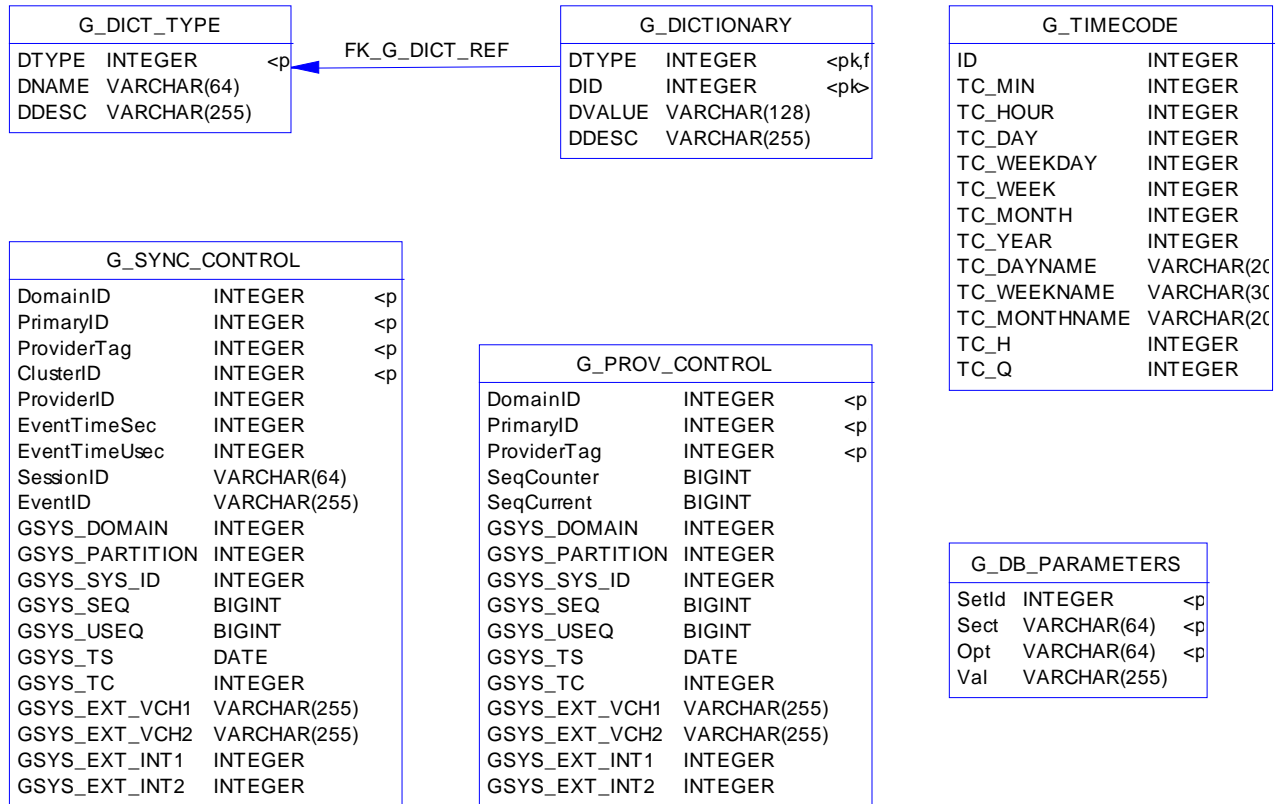 G_DICT_TYPE
DTYPE INTEGER <p
DNAME VARCHAR(64)
DDESC VARCHAR(255)
FK_G_DICT_REF
G_DICTIONARY
DTYPE INTEGER <pk,f
DID INTEGER <pk>
DVALUE VARCHAR(128)
DDESC VARCHAR(255)
G_TIMECODE
ID INTEGER
TC_MIN INTEGER
TC_HOUR INTEGER
TC_DAY INTEGER
TC_WEEKDAY INTEGER
TC_WEEK INTEGER
TC_MONTH INTEGER
TC_YEAR INTEGER
TC_DAYNAME VARCHAR(20
TC_WEEKNAME VARCHAR(30
TC_MONTHNAME VARCHAR(20
TC_H INTEGER
TC_Q INTEGER
G_SYNC_CONTROL
DomainID INTEGER <p
PrimaryID INTEGER <p
ProviderTag INTEGER <p
ClusterID INTEGER <p
ProviderID INTEGER
EventTimeSec INTEGER
EventTimeUsec INTEGER
SessionID VARCHAR(64)
EventID VARCHAR(255)
GSYS_DOMAIN INTEGER
GSYS_PARTITION INTEGER
GSYS_SYS_ID INTEGER
GSYS_SEQ BIGINT
GSYS_USEQ BIGINT
GSYS_TS DATE
GSYS_TC INTEGER
GSYS_EXT_VCH1 VARCHAR(255)
GSYS_EXT_VCH2 VARCHAR(255)
GSYS_EXT_INT1 INTEGER
GSYS_EXT_INT2 INTEGER
G_PROV_CONTROL
DomainID INTEGER <p
PrimaryID INTEGER <p
ProviderTag INTEGER <p
SeqCounter BIGINT
SeqCurrent BIGINT
GSYS_DOMAIN INTEGER
GSYS_PARTITION INTEGER
GSYS_SYS_ID INTEGER
GSYS_SEQ BIGINT
GSYS_USEQ BIGINT
GSYS_TS DATE
GSYS_TC INTEGER
GSYS_EXT_VCH1 VARCHAR(255)
GSYS_EXT_VCH2 VARCHAR(255)
GSYS_EXT_INT1 INTEGER
GSYS_EXT_INT2 INTEGER
G_DB_PARAMETERS
SetId INTEGER <p
Sect VARCHAR(64) <p
Opt VARCHAR(64) <p
Val VARCHAR(255)